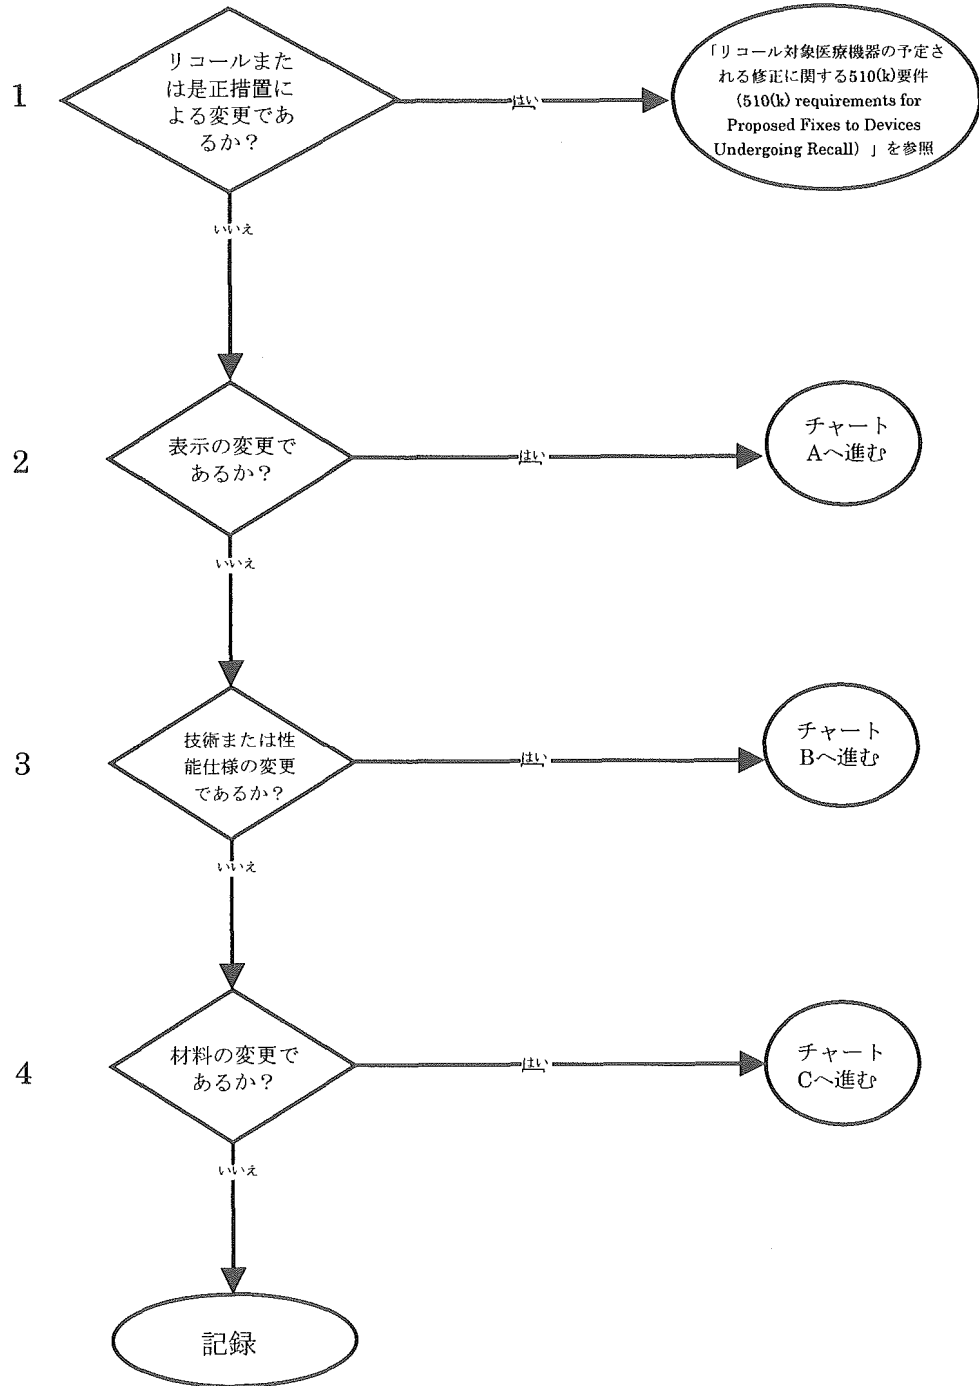 1
リコールまた
は是正措置に
よる変更であ
るか？
はい
「リコール対象医療機器の予定さ
れる修正に関する510(k)要件
(510(k) requirements for
Proposed Fixes to Devices
Undergoing Recall) 」を参照
いいえ
2
表示の変更で
あるか？
はい
チャート
Aへ進む
いいえ
3
技術または性
能仕様の変更
であるか？
はい
チャート
Bへ進む
いいえ
4
材料の変更で
あるか？
はい
チャート
Cへ進む
いいえ
記録